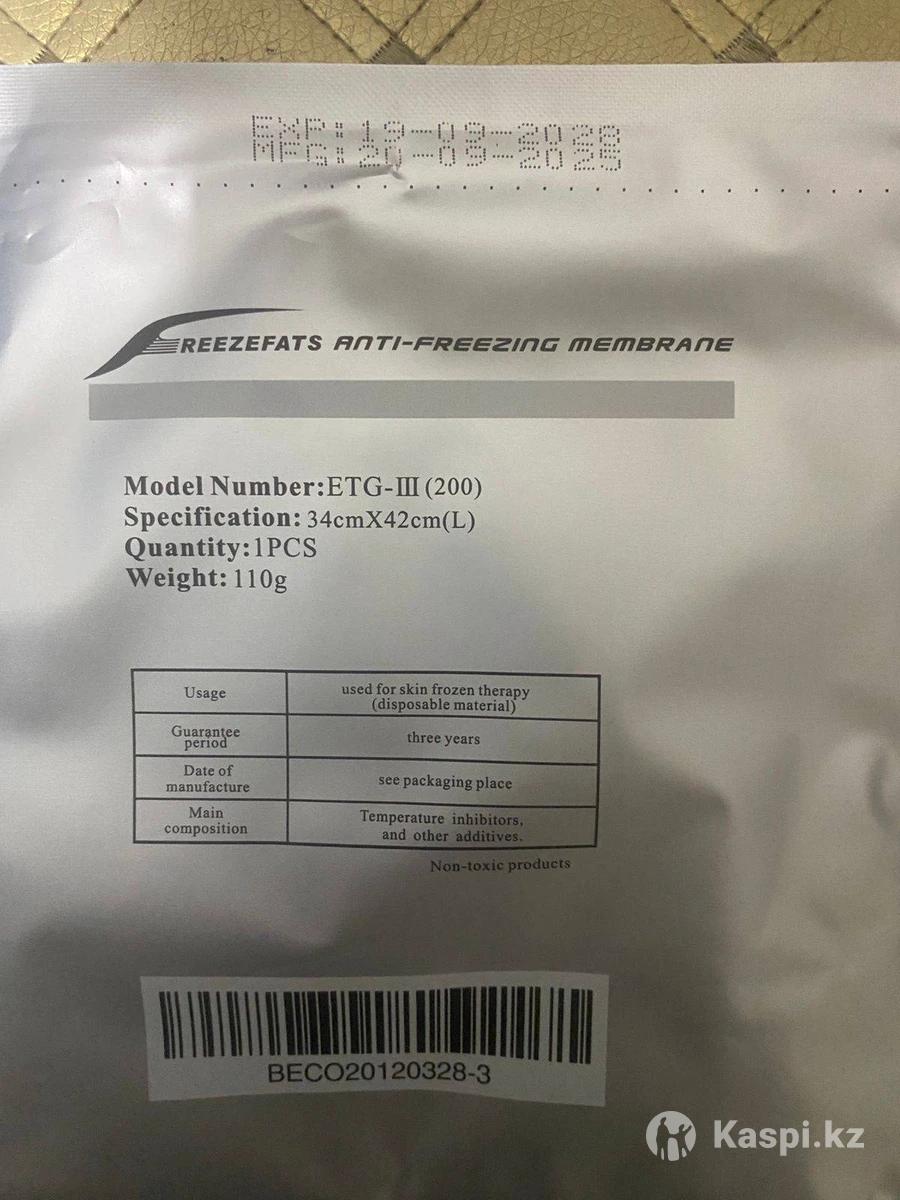 EXP:19-09-2028
MFG:20-09-2025
FREEZEFATS ANTI-FREEZING MEMBRANE
Model Number:ETG-III(200)
Specification: 34cmX42cm(L)
Quantity:1PCS
Weight: 110g
Usage
used for skin frozen therapy
(disposable material)
Guarantee
period
three years
Date of
manufacture
see packaging place
Main
composition
Temperature inhibitors,
and other additives.
Non-toxic products
BECO20120328-3
Kaspi.kz